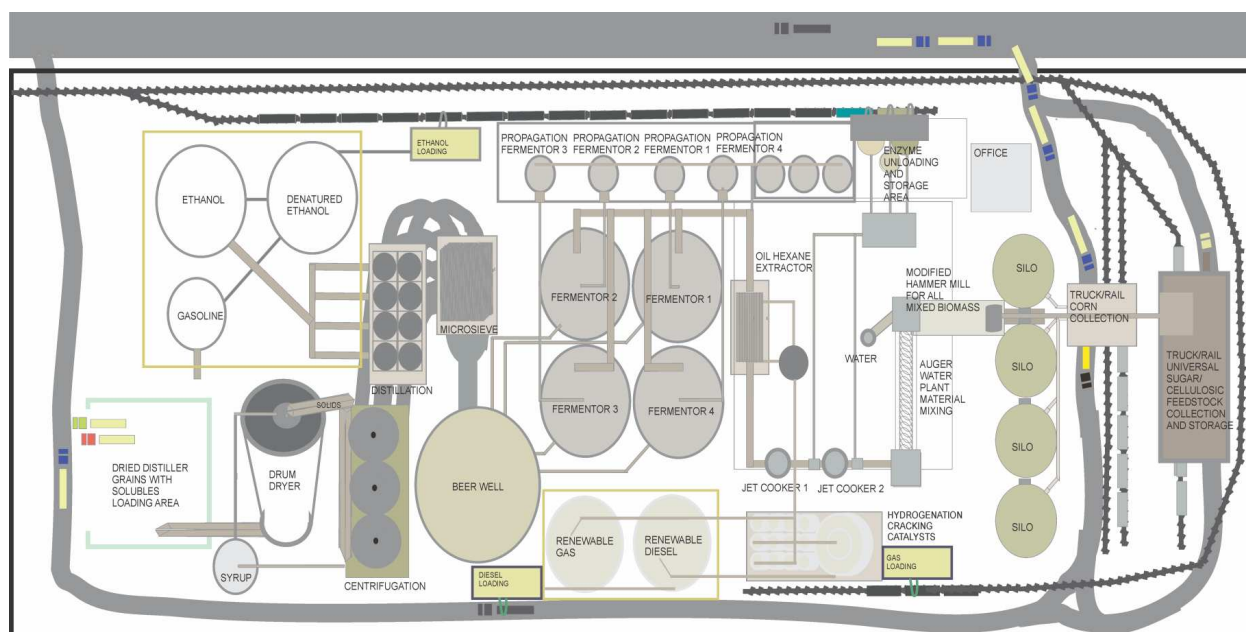 PROPAGATION
FERMENTOR 3
PROPAGATION
FERMENTOR 2
PROPAGATION
FERMENTOR 1
PROPAGATION
FERMENTOR 4
ETHANOL
LOADING
ENZYME
UNLOADING
AND
STORAGE
AREA
OFFICE
ETHANOL
DENATURED
ETHANOL
GASOLINE
DISTILLATION
MICROSIEVE
FERMENTOR 2
FERMENTOR 1
FERMENTOR 3
FERMENTOR 4
OIL HEXANE
EXTRACTOR
MODIFIED
HAMMER MILL
FOR ALL
MIXED BIOMASS
WATER
AUGER
WATER
PLANT
MATERIAL
MIXING
SILO
SILO
SILO
SILO
TRUCK/RAIL
CORN
COLLECTION
TRUCK/RAIL
UNIVERSAL
SUGAR/
CELLULOSIC
FEEDSTOCK
COLLECTION
AND STORAGE
SOLIDS
DRIED DISTILLER
GRAINS WITH
SOLUBLES
LOADING AREA
DRUM
DRYER
BEER WELL
JET COOKER 1
JET COOKER 2
SYRUP
CENTRIFUGATION
RENEWABLE
GAS
RENEWABLE
DIESEL
HYDROGENATION
CRACKING
CATALYSTS
DIESEL
LOADING
GAS
LOADING